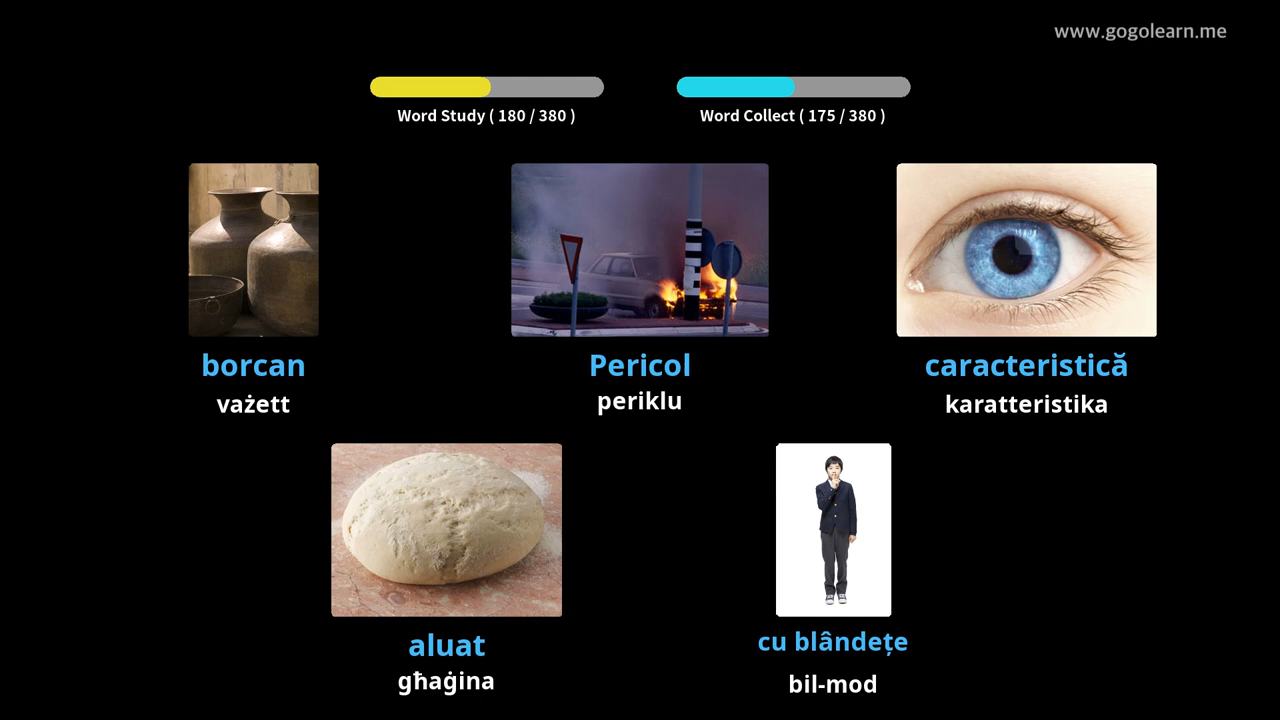 www.gogolearn.me
Word Study ( 180 / 380 )
Word Collect ( 175 / 380 )
borcan
važett
Pericol
periklu
caracteristică
karatteristika
aluat
għaġina
cu blândețe
bil-mod